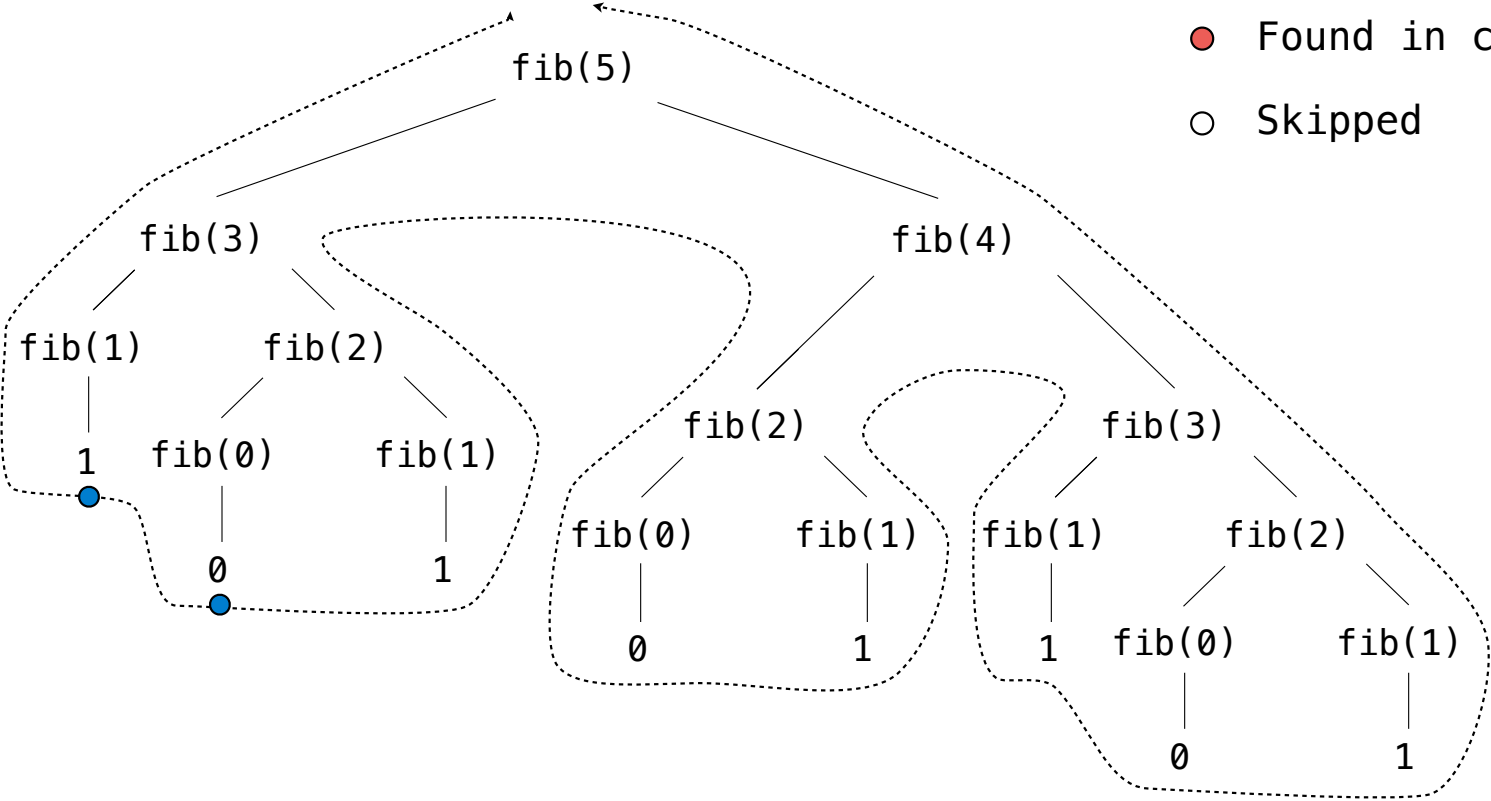 Found in c
fib(5)
Skipped
fib(3)
fib(4)
fib(1)
fib(2)
fib(2)
fib(3)
1
fib(0)
fib(1)
fib(0)
fib(1)
fib(1)
fib(2)
0
1
0
1
1
fib(0)
fib(1)
0
1